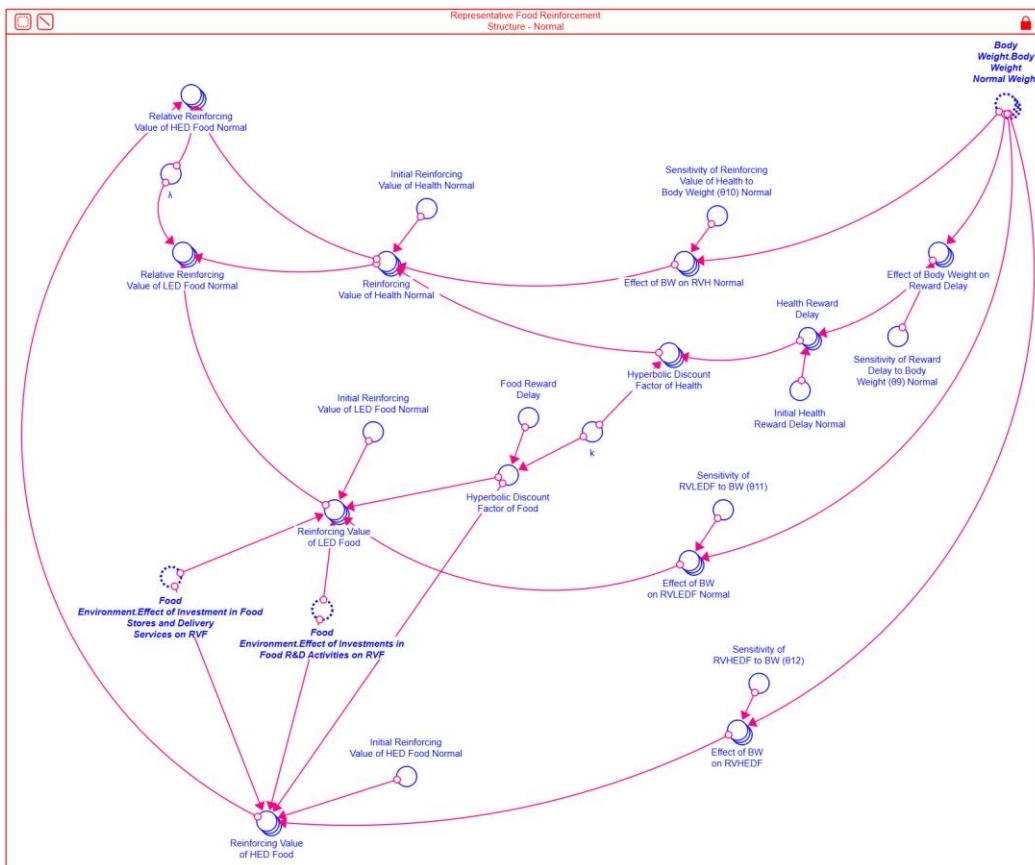 Representative Food Reinforcement
Structure - Normal
Body
Weight.Body
Weight
Normal Weigh
Relative Reinforcing
Value of HED Food Normal
λ
Initial Reinforcing
Value of Health Normal
Sensitivity of Reinforcing
Value of Health to
Body Weight (θ10) Normal
Relative Reinforcing
Value of LED Food Normal
Reinforcing
Value of Health Normal
Effect of BW on RVH Normal
Effect of Body Weight on
Reward Delay
Health Reward
Delay
Sensitivity of Reward
Delay to Body
Weight (θ9) Normal
Hyperbolic Discount
Factor of Health
Initial Health
Reward Delay Normal
Initial Reinforcing
Value of LED Food Normal
Food Reward
Delay
k
Hyperbolic Discount
Factor of Food
Sensitivity of
RVLEDF to BW (θ11)
Reinforcing Value
of LED Food
Effect of BW
on RVLEDF Normal
Food
Environment.Effect of Investment in Food
Stores and Delivery
Services on RVF
Food
Environment.Effect of Investments in
Food R&D Activities on RVF
Sensitivity of
RVHEDF to BW (θ12)
Effect of BW
on RVHEDF
Initial Reinforcing
Value of HED Food Normal
Reinforcing Value
of HED Food